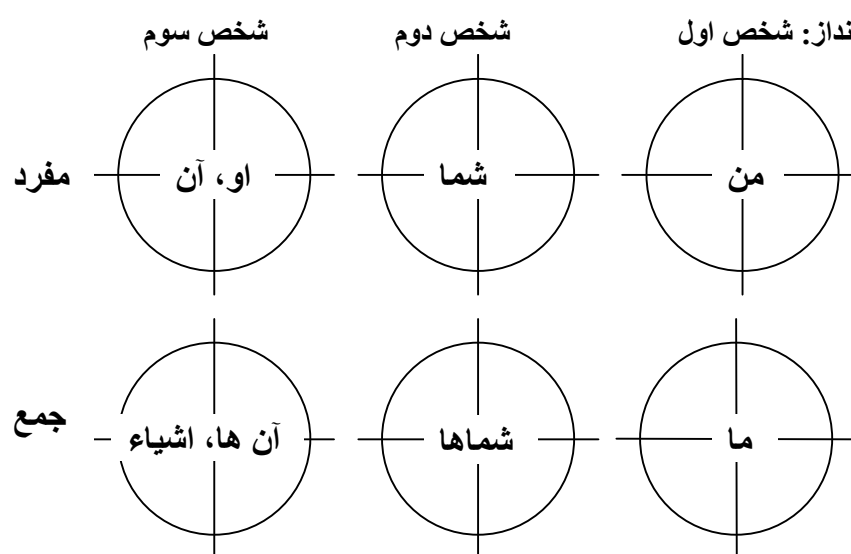 نداز: شخص اول شخص دوم شخص سوم
من شما او، آن مفرد
ما شماها آن ها، اشیاء جمع